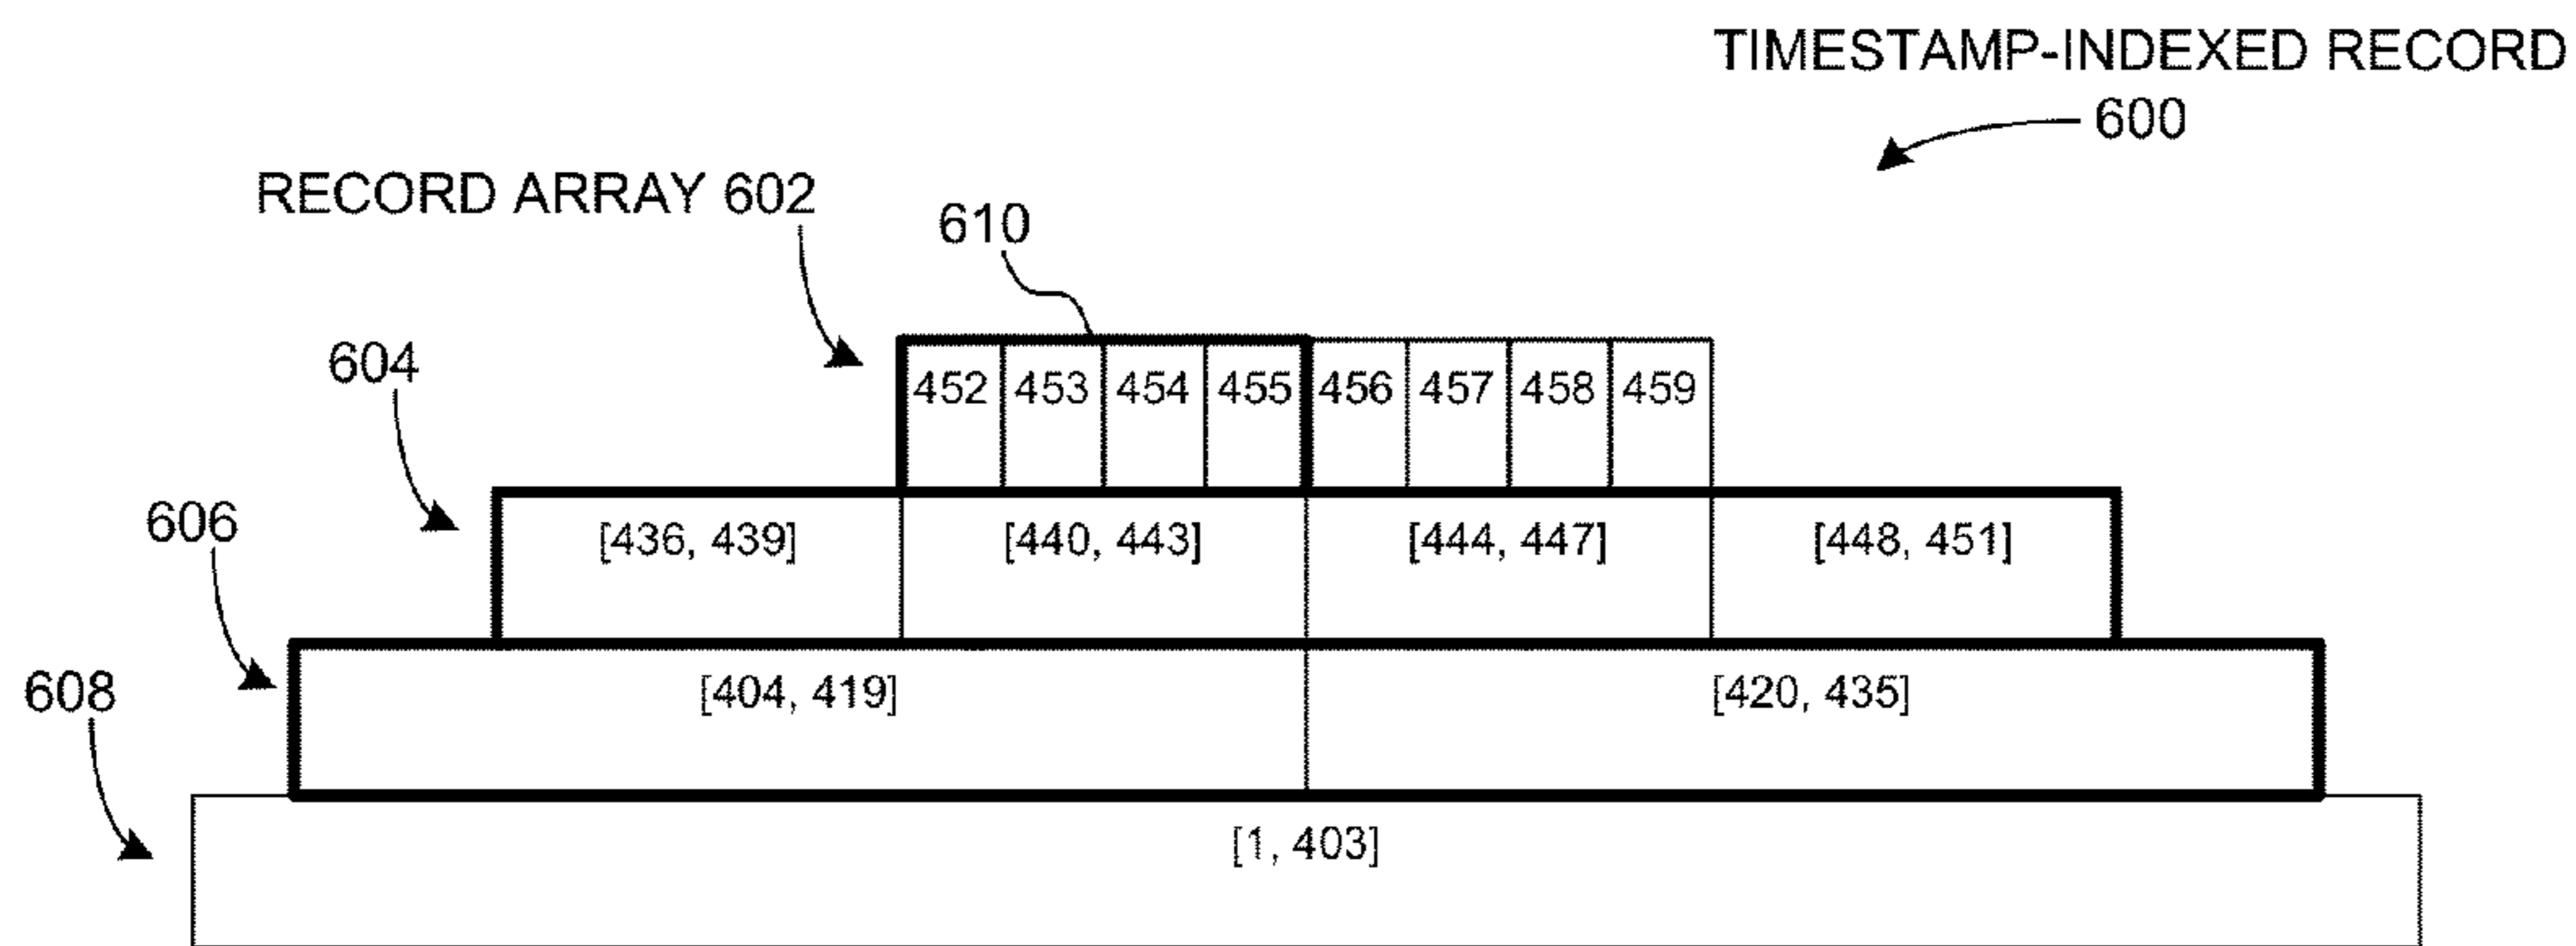 TIMESTAMP-INDEXED RECORD
600
RECORD ARRAY 602
610
604
452 453 454 455 456 457 458 459
606
[436, 439] [440, 443] [444, 447] [448, 451]
608
[404, 419] [420, 435]
[1, 403]